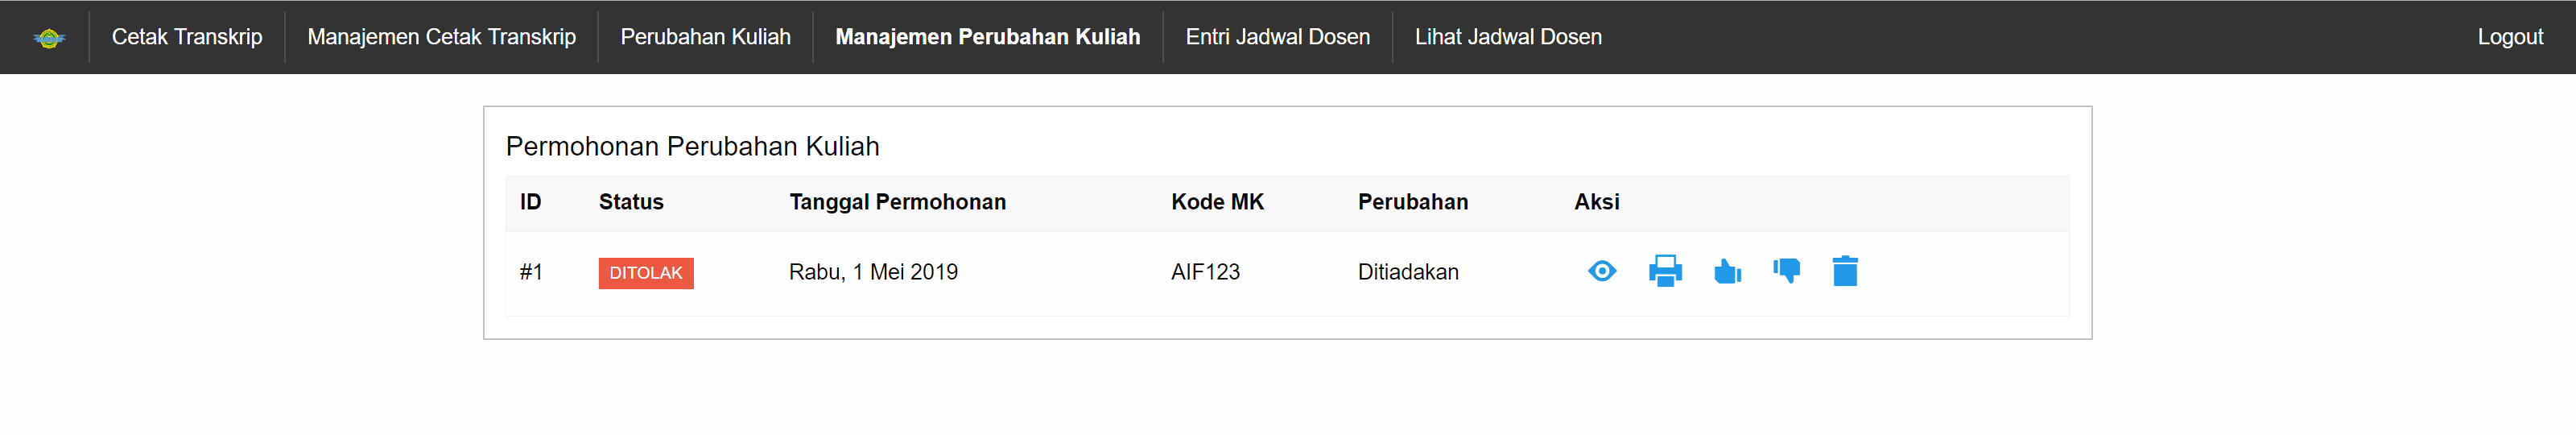 Cetak Transkrip Manajemen Cetak Transkrip Perubahan Kuliah Manajemen Perubahan Kuliah Entri Jadwal Dosen Lihat Jadwal Dosen Logout
Permohonan Perubahan Kuliah
ID Status Tanggal Permohonan Kode MK Perubahan Aksi
#1 DITOLAK Rabu, 1 Mei 2019 AIF123 Ditiadakan